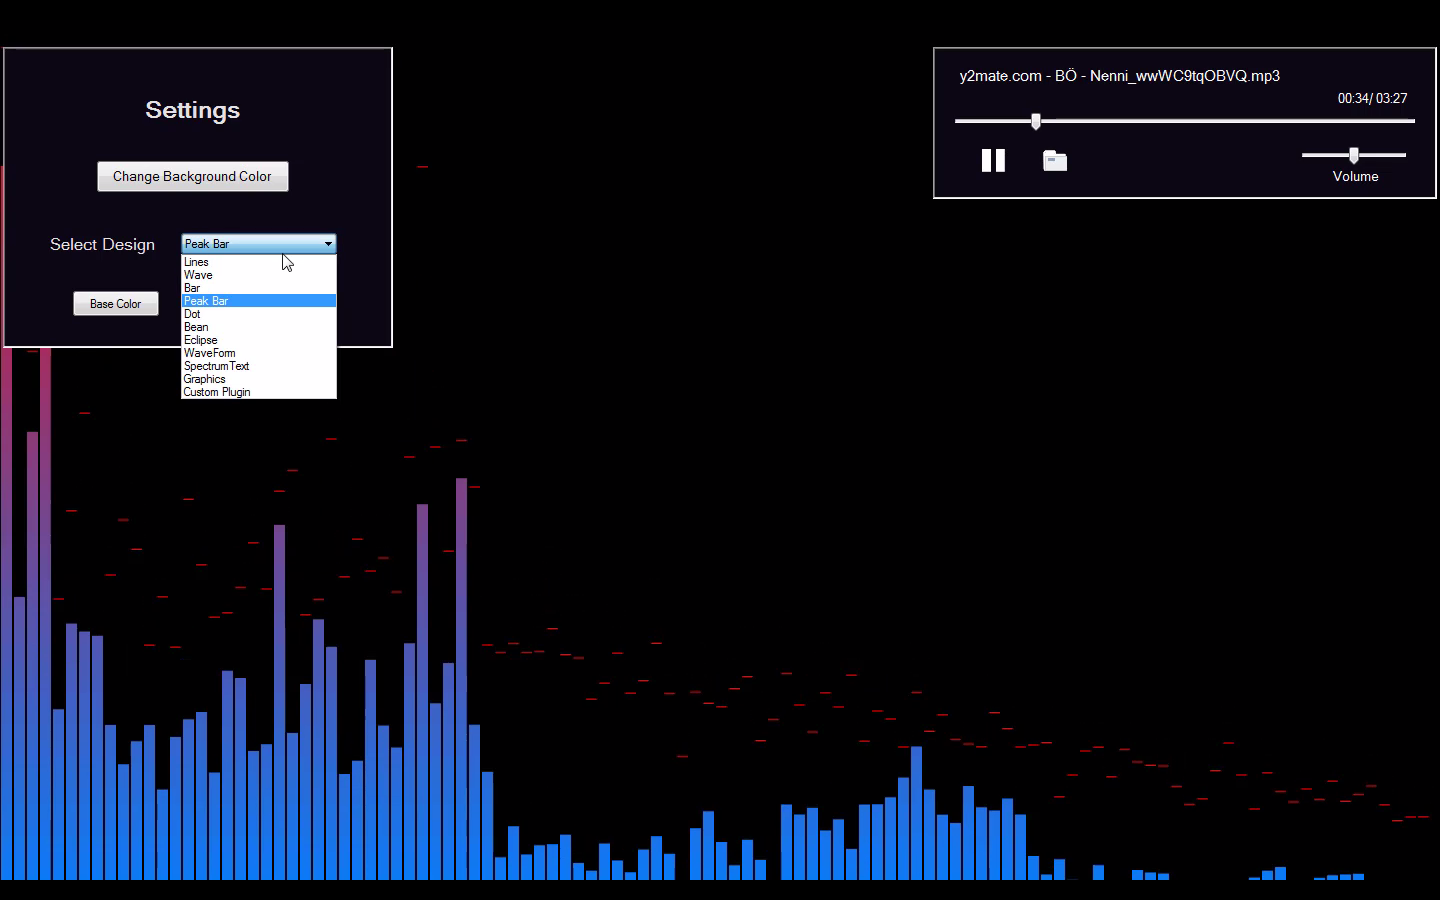 Settings
Change Background Color
Select Design
Peak Bar
Lines
Wave
Bar
Peak Bar
Dot
Bean
Eclipse
WaveForm
SpectrumText
Graphics
Custom Plugin
Base Color
y2mate.com - BÖ - Nenni_wwWC9tqOBVQ.mp3
00:34/ 03:27
Volume